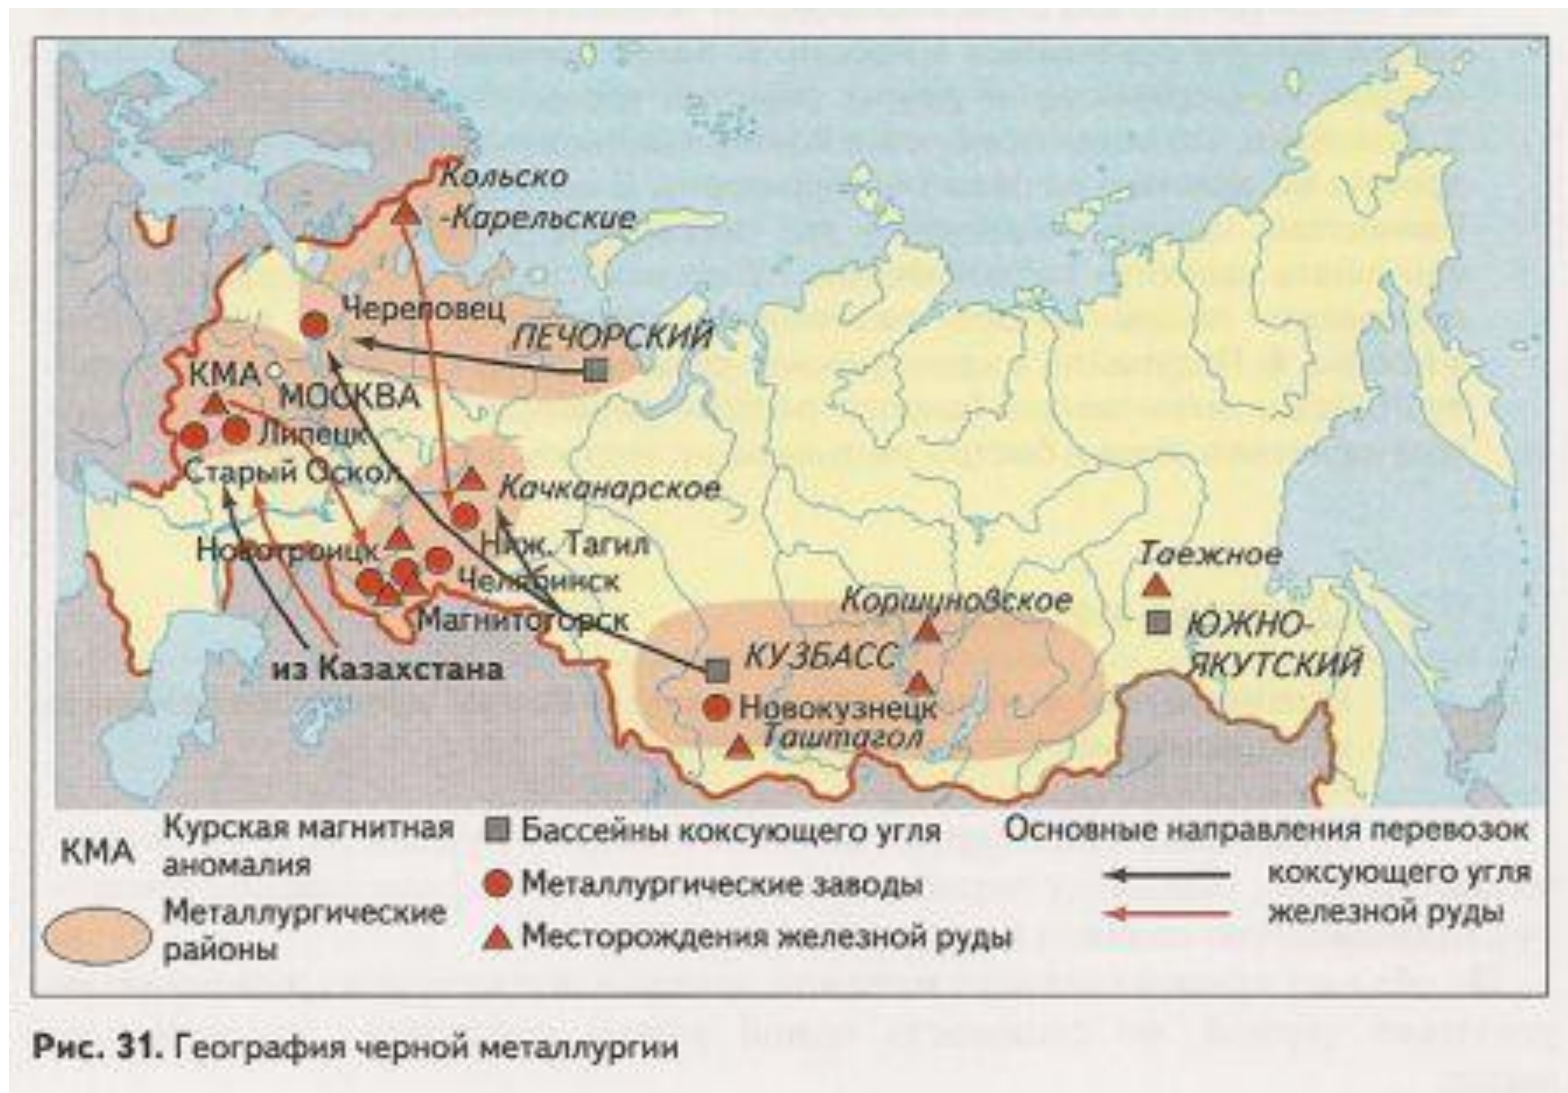 Кольско
-Карельские
Череповец
ПЕЧОРСКИЙ
КМА
МОСКВА
Липецк
Старый Оскол
Качканарское
Новотроицк
Ниж. Тагил
Челябинск
Магнитогорск
из Казахстана
Таежное
Коршуновское
ЮЖНО-
ЯКУТСКИЙ
КУЗБАСС
Новокузнецк
Таштагол
КМА
Курская магнитная
аномалия
Металлургические
районы
Бассейны коксующего угля
Металлургические заводы
Месторождения железной руды
Основные направления перевозок
коксующего угля
железной руды
Рис. 31. География черной металлургии